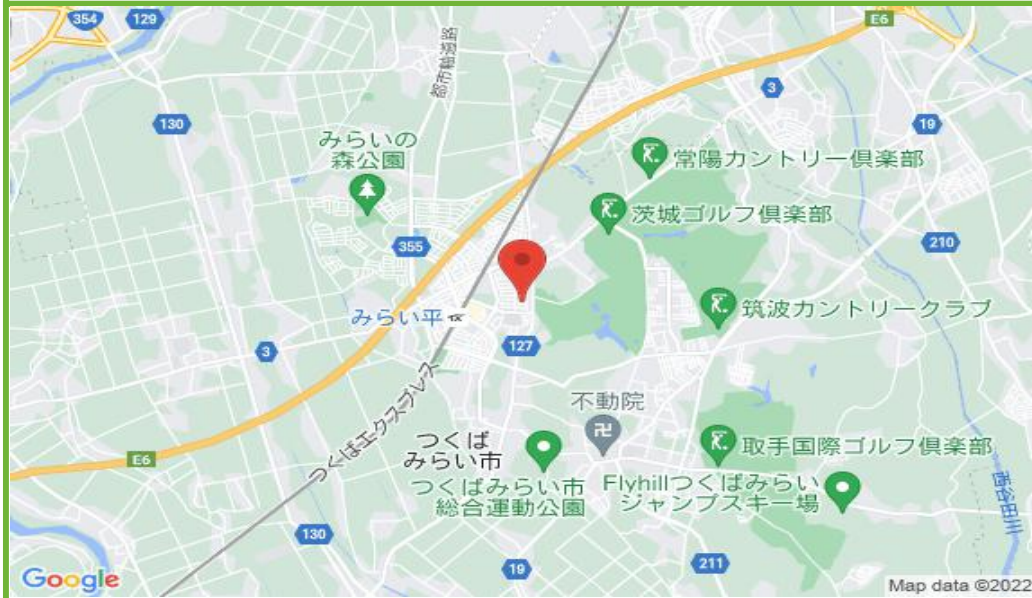 354
129
E6
都市軸道路
3
130
みらいの
森公園
19
常陽カントリー倶楽部
茨城ゴルフ倶楽部
355
210
みらい平
筑波カントリークラブ
3
127
不動院
つくばエクスプレス
つくば
みらい市
取手国際ゴルフ倶楽部
E6
つくばみらい市
総合運動公園
Flyhillつくばみらい
ジャンプスキー場
西谷田川
130
19
211
Google
Map data ©2022